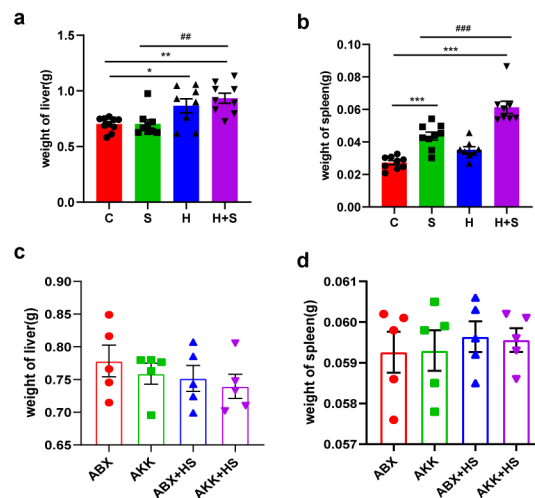 a
weight of liver(g)
1.5
1.0
0.5
0.0
##
**
*
C S H H+S
b
weight of spleen(g)
0.10
0.08
0.06
0.04
0.02
0.00
###
***
***
C S H H+S
c
weight of liver(g)
0.90
0.85
0.80
0.75
0.70
0.65
ABX AKK ABX+HS AKK+HS
d
weight of spleen(g)
0.061
0.060
0.059
0.058
0.057
ABX AKK ABX+HS AKK+HS